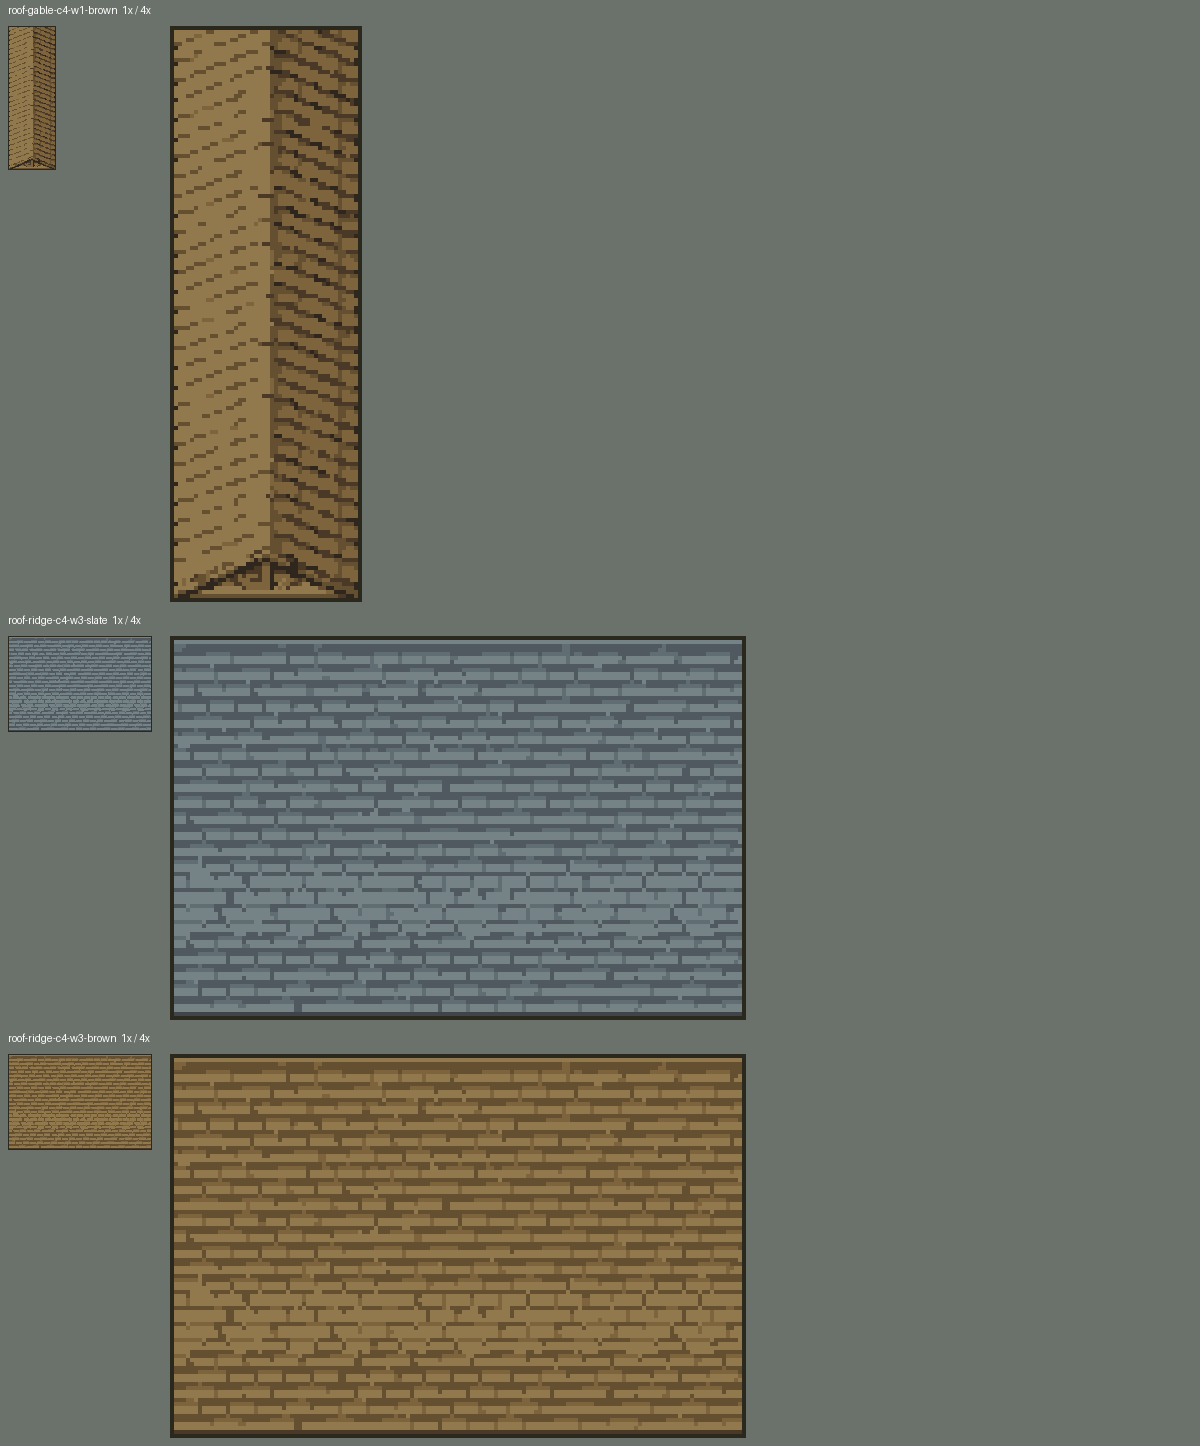 roof-gable-c4-w1-brown 1x / 4x
roof-ridge-c4-w3-slate 1x / 4x
roof-ridge-c4-w3-brown 1x / 4x